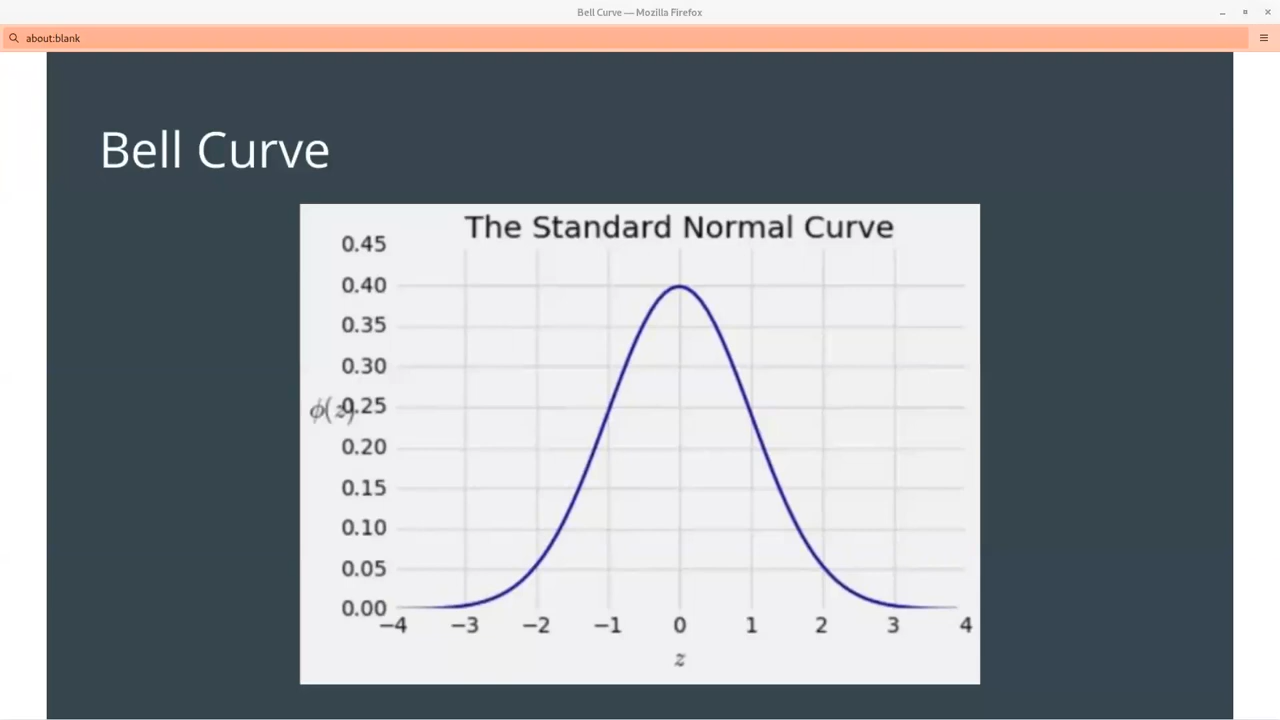 Bell Curve — Mozilla Firefox
about:blank
Bell Curve
The Standard Normal Curve
0.45
0.40
0.35
0.30
ϕ(z)
0.25
0.20
0.15
0.10
0.05
0.00
−4 −3 −2 −1 0 1 2 3 4
z